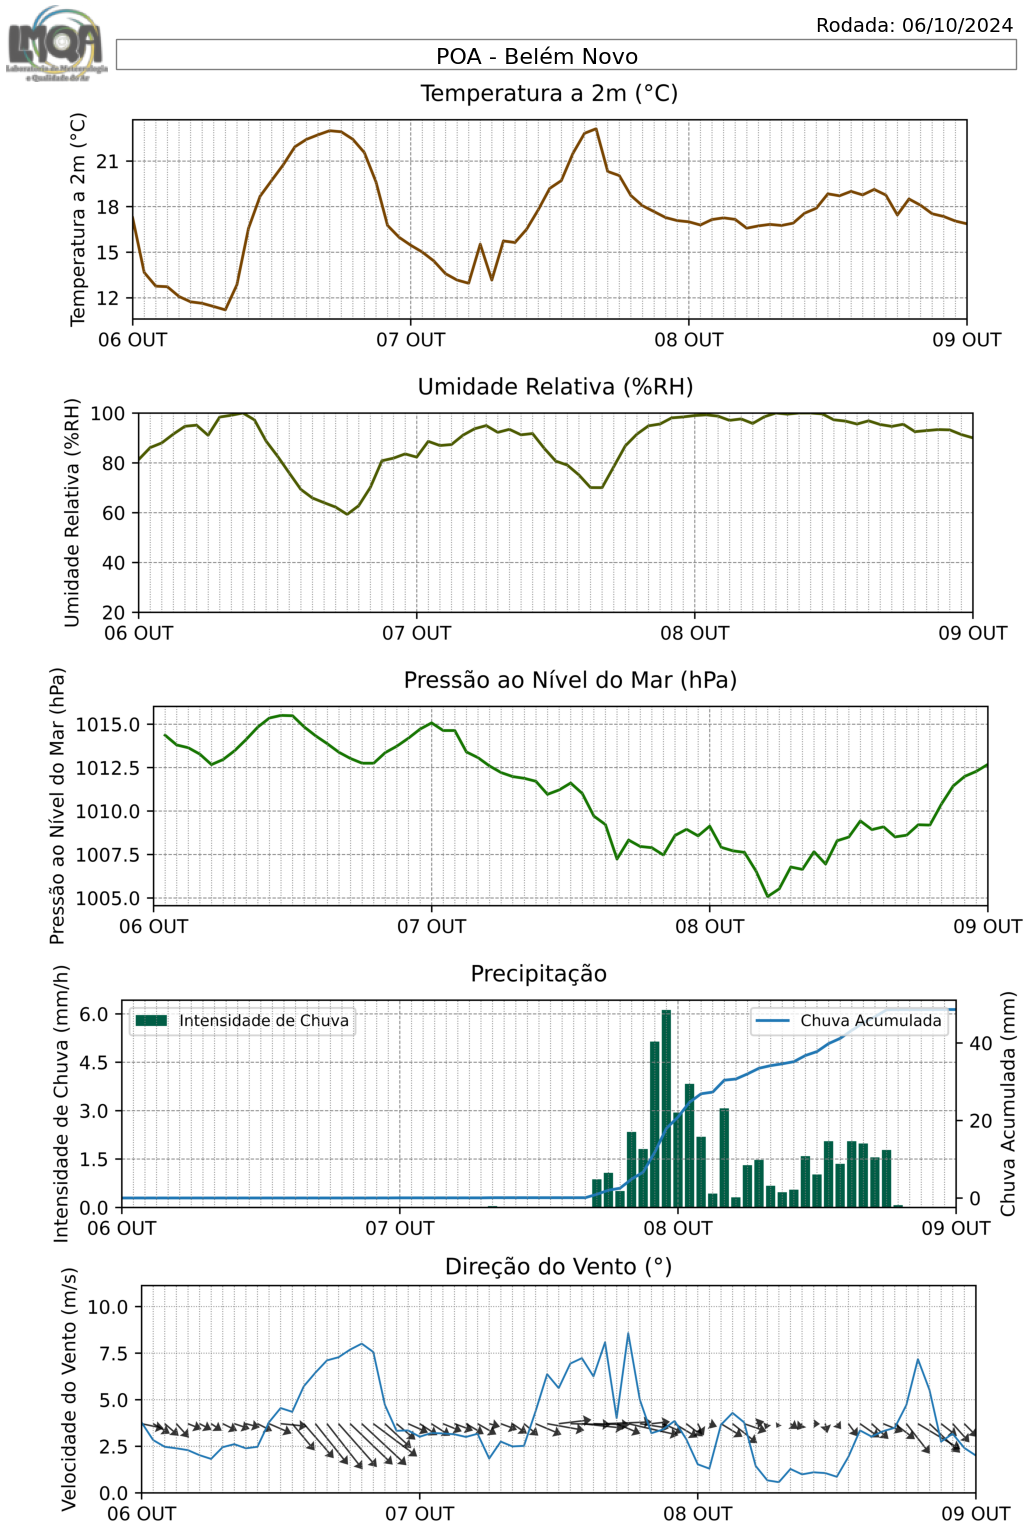 Rodada: 06/10/2024
LMQA
Laboratório de Meteorologia
e Qualidade do Ar
POA - Belém Novo
Temperatura a 2m (°C)
Temperatura a 2m (°C)
21
18
15
12
06 OUT 07 OUT 08 OUT 09 OUT
Umidade Relativa (%RH)
Umidade Relativa (%RH)
100
80
60
40
20
06 OUT 07 OUT 08 OUT 09 OUT
Pressão ao Nível do Mar (hPa)
Pressão ao Nível do Mar (hPa)
1015.0
1012.5
1010.0
1007.5
1005.0
06 OUT 07 OUT 08 OUT 09 OUT
Precipitação
Intensidade de Chuva (mm/h)
6.0
4.5
3.0
1.5
0.0
Intensidade de Chuva
Chuva Acumulada
40
20
0
Chuva Acumulada (mm)
06 OUT 07 OUT 08 OUT 09 OUT
Direção do Vento (°)
Velocidade do Vento (m/s)
10.0
7.5
5.0
2.5
0.0
06 OUT 07 OUT 08 OUT 09 OUT